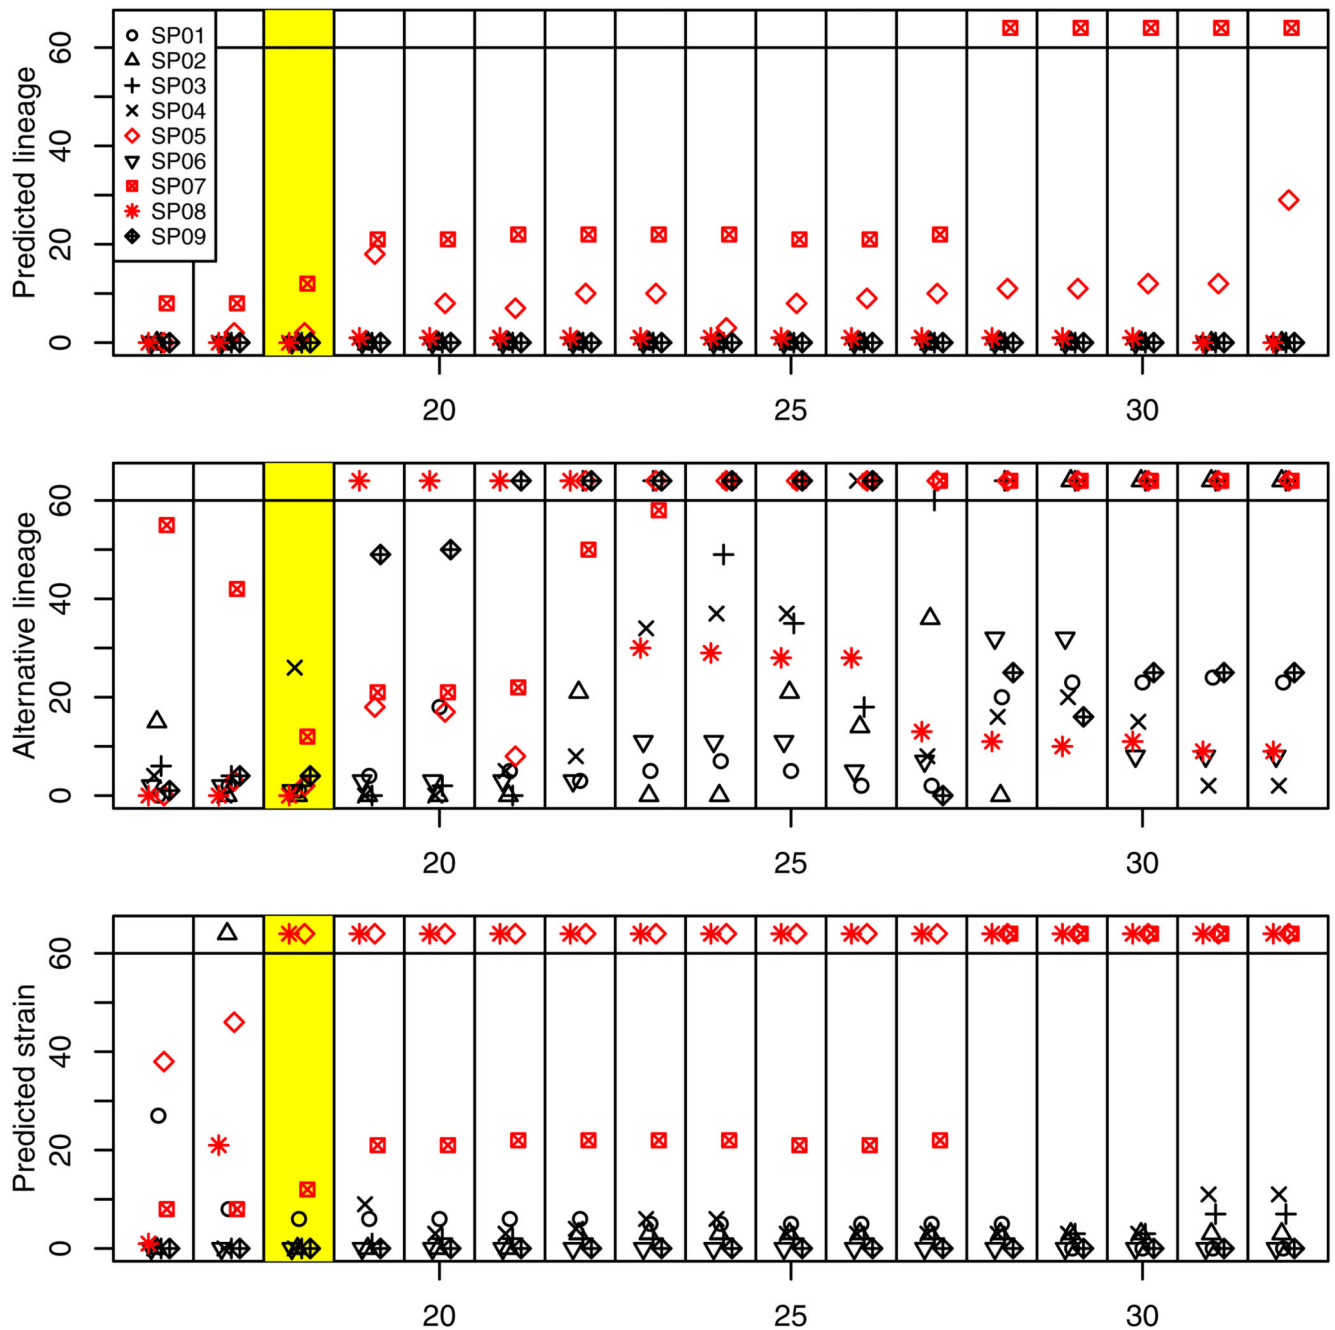 Predicted lineage
0 20 40 60
SP01
SP02
SP03
SP04
SP05
SP06
SP07
SP08
SP09
20 25 30
Alternative lineage
0 20 40 60
20 25 30
Predicted strain
0 20 40 60
20 25 30